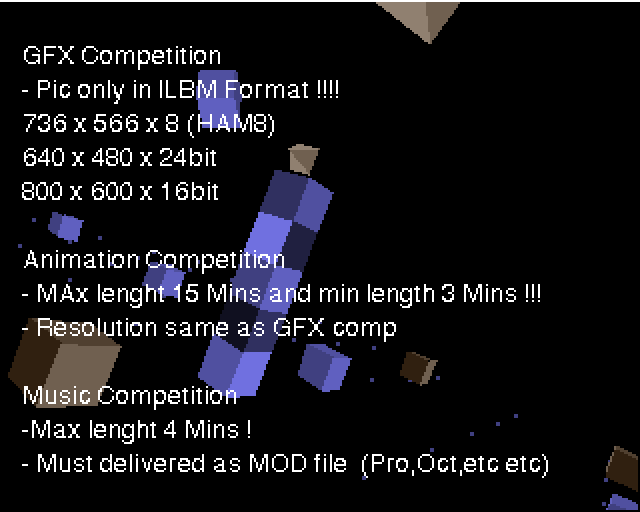 GFX Competition
- Pic only in ILBM Format !!!!
736 x 566 x 8 (HAM8)
640 x 480 x 24bit
800 x 600 x 16bit
Animation Competition
- MAx lenght 15 Mins and min length 3 Mins !!!
- Resolution same as GFX comp
Music Competition
-Max lenght 4 Mins !
- Must delivered as MOD file  (Pro,Oct,etc etc)